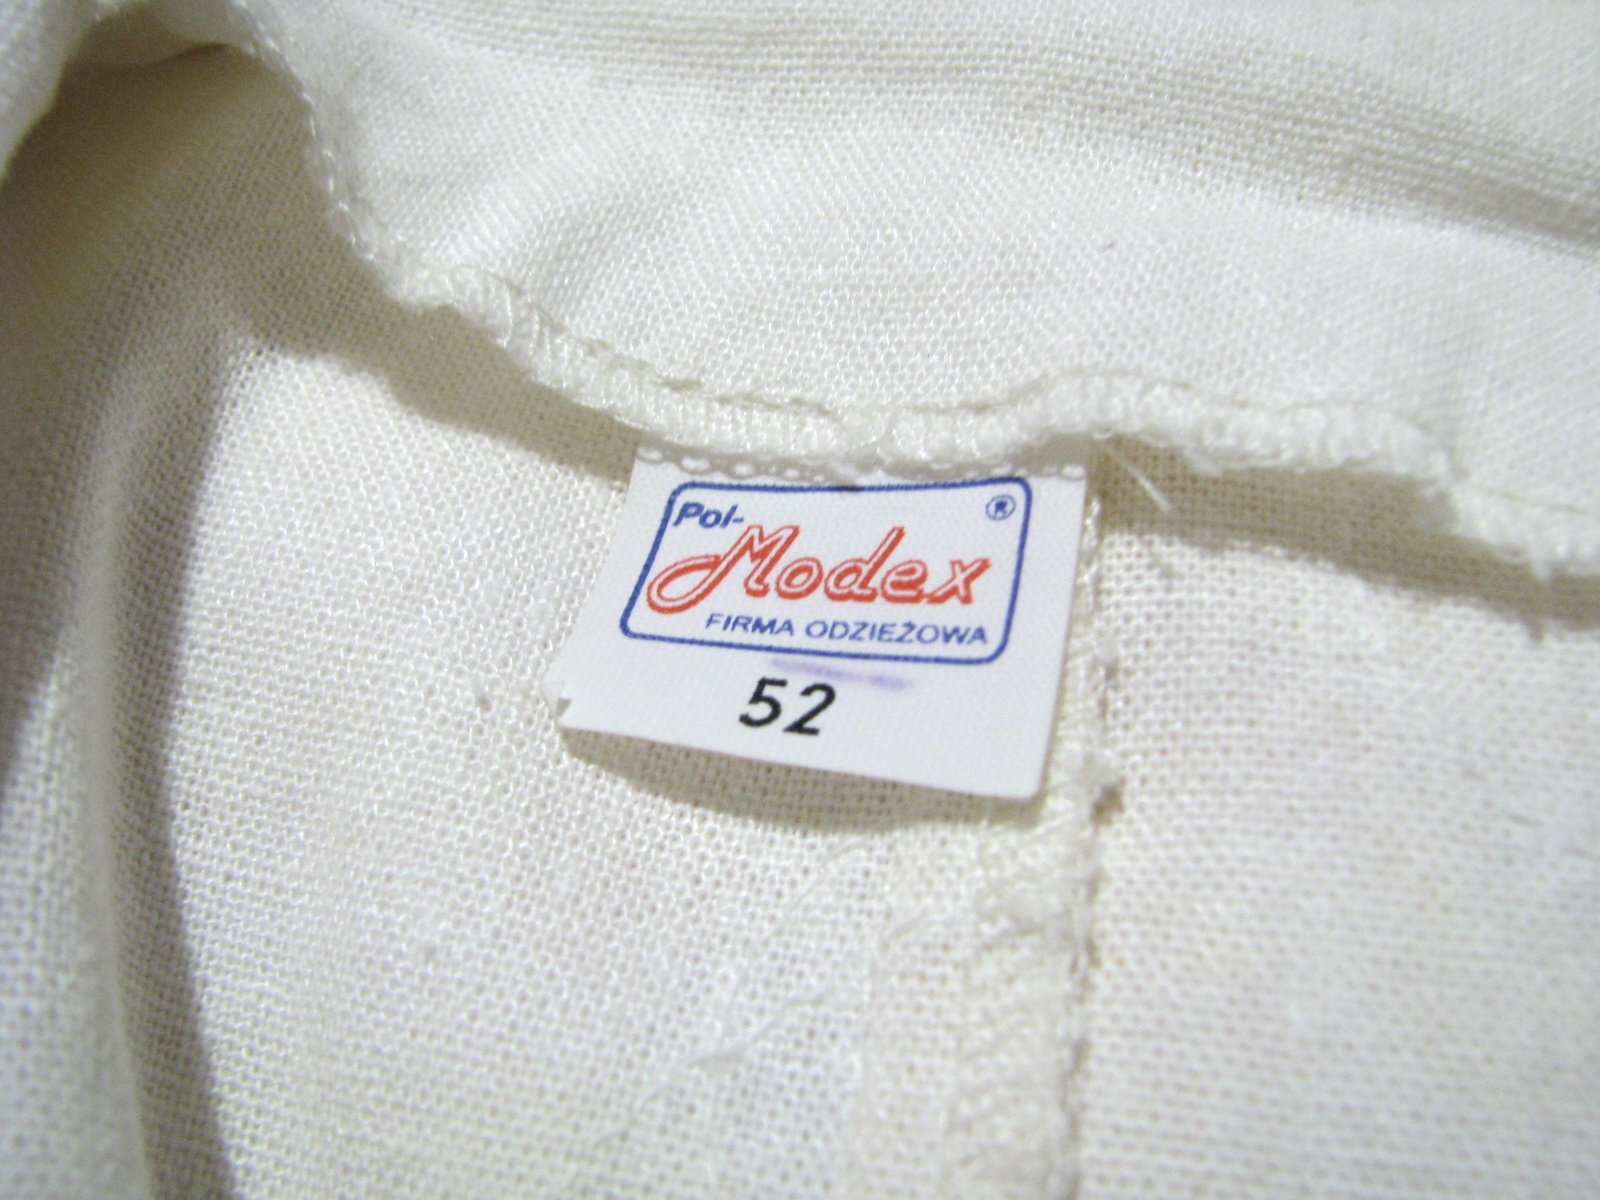 Pol-
®
Modex
FIRMA ODZIEŻOWA
52